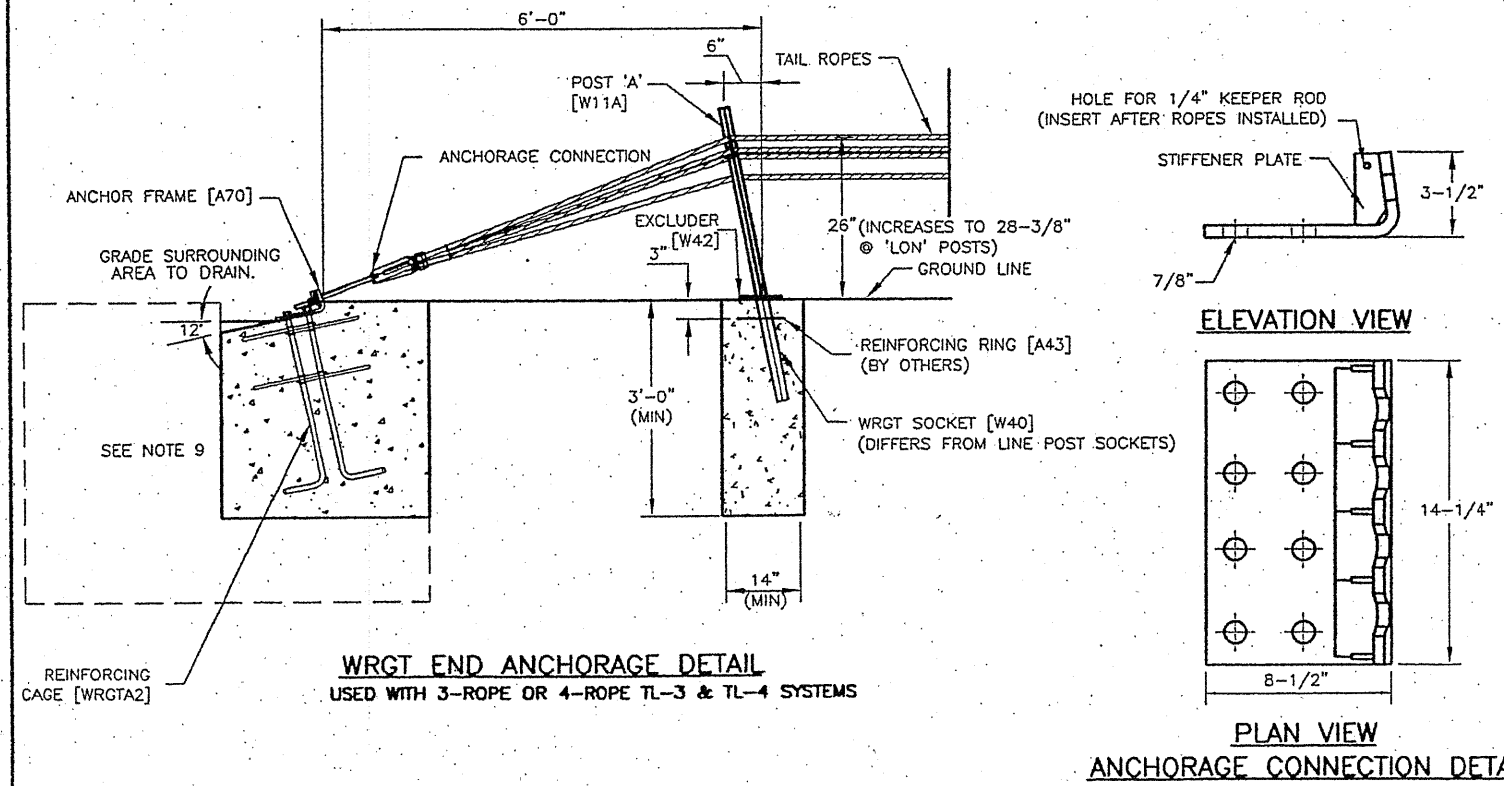 6'-0"
6"
TAIL ROPES
POST 'A'
[W11A]
ANCHORAGE CONNECTION
ANCHOR FRAME [A70]
GRADE SURROUNDING
AREA TO DRAIN.
12°
EXCLUDER
[W42]
3"
26" (INCREASES TO 28-3/8"
@ 'LON' POSTS)
GROUND LINE
REINFORCING RING [A43]
(BY OTHERS)
3'-0"
(MIN)
WRGT SOCKET [W40]
(DIFFERS FROM LINE POST SOCKETS)
SEE NOTE 9
14"
(MIN)
REINFORCING
CAGE [WRGTA2]
WRGT END ANCHORAGE DETAIL
USED WITH 3-ROPE OR 4-ROPE TL-3 & TL-4 SYSTEMS
HOLE FOR 1/4" KEEPER ROD
(INSERT AFTER ROPES INSTALLED)
STIFFENER PLATE
3-1/2"
7/8"
ELEVATION VIEW
14-1/4"
8-1/2"
PLAN VIEW
ANCHORAGE CONNECTION DETA